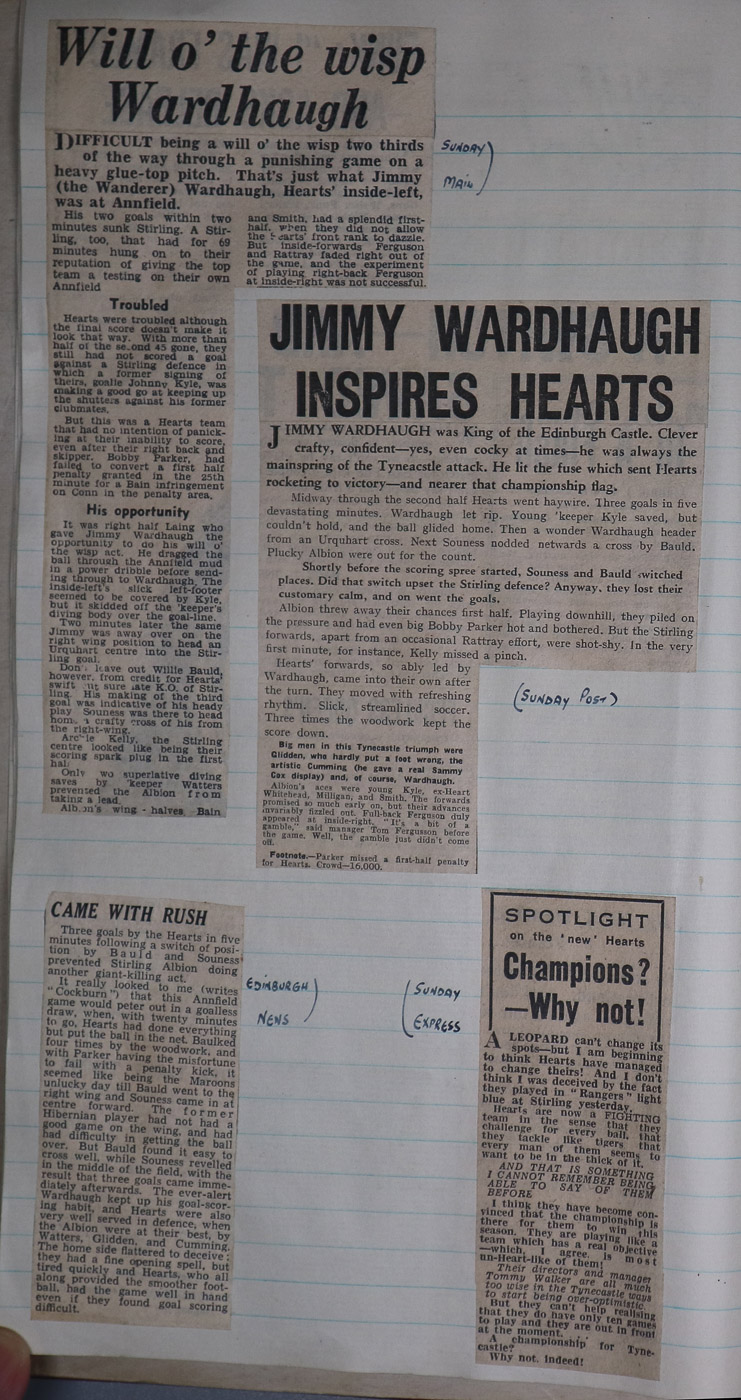 Will o' the wisp
Wardhaugh
DIFFICULT being a will o' the wisp two thirds
of the way through a punishing game on a
heavy glue-top pitch. That's just what Jimmy
(the Wanderer) Wardhaugh, Hearts' inside-left,
was at Annfield.
His two goals within two
minutes sunk Stirling. A Stir-
ling, too, that had for 69
minutes hung on to their
reputation of giving the top
team a testing on their own
Annfield
Troubled
Hearts were troubled although
the final score doesn't make it
look that way. With more than
half of the second 45 gone, they
still had not scored a goal
against a Stirling defence in
which a former signing of
theirs, goalie Johnny Kyle, was
making a good go at keeping up
the shutters against his former
clubmates.
But this was a Hearts team
that had no intention of panick-
ing at their inability to score,
even after their right back and
skipper, Bobby Parker, had
failed to convert a first half
penalty granted in the 25th
minute for a Bain infringement
on Conn in the penalty area.
His opportunity
It was right half Laing who
gave Jimmy Wardhaugh the
opportunity to do his will o'
the wisp act. He dragged the
ball through the Annfield mud
in a power dribble before send-
ing through to Wardhaugh. The
inside-left's slick left-footer
seemed to be covered by Kyle,
but it skidded off the 'keeper's
diving body over the goal-line.
Two minutes later the same
Jimmy was away over on the
right wing position to head an
Urquhart centre into the Stir-
ling goal.
Don't leave out Willie Bauld,
however, from credit for Hearts'
swift K.O. of Stir-
ling. His making of the third
goal was indicative of his heady
play Souness was there to head
home a crafty cross of his from
the right-wing.
Archie Kelly, the Stirling
centre looked like being their
scoring spark plug in the first
hal
Only two superlative diving
saves by 'keeper Watters
prevented the Albion from
taking a lead.
Albion's wing-halves, Bain
and Smith, had a splendid first-
half, when they did not allow
the Hearts' front rank to dazzle.
But inside-forwards Ferguson
and Rattray faded right out of
the game, and the experiment
of playing right-back Ferguson
at inside-right was not successful.
SUNDAY
MAIN
JIMMY WARDHAUGH
INSPIRES HEARTS
JIMMY WARDHAUGH was King of the Edinburgh Castle. Clever
crafty, confident—yes, even cocky at times—he was always the
mainspring of the Tyneacstle attack. He lit the fuse which sent Hearts
rocketing to victory—and nearer that championship flag.
Midway through the second half Hearts went haywire. Three goals in five
devastating minutes. Wardhaugh let rip. Young 'keeper Kyle saved, but
couldn't hold, and the ball glided home. Then a wonder Wardhaugh header
from an Urquhart cross. Next Souness nodded netwards a cross by Bauld.
Plucky Albion were out for the count.
Shortly before the scoring spree started, Souness and Bauld switched
places. Did that switch upset the Stirling defence? Anyway, they lost their
customary calm, and on went the goals.
Albion threw away their chances first half. Playing downhill, they piled on
the pressure and had even big Bobby Parker hot and bothered. But the Stirling
forwards, apart from an occasional Rattray effort, were shot-shy. In the very
first minute, for instance, Kelly missed a pinch.
Hearts' forwards, so ably led by
Wardhaugh, came into their own after
the turn. They moved with refreshing
rhythm. Slick, streamlined soccer.
Three times the woodwork kept the
score down.
Big men in this Tynecastle triumph were
Glidden, who hardly put a foot wrong, the
artistic Cumming (he gave a real Sammy
Cox display) and, of course, Wardhaugh.
Albion's aces were young Kyle, ex-Heart
Whitehead, Milligan, and Smith. The forwards
promised so much early on, but their advances
invariably fizzled out. Full-back Ferguson duly
appeared at inside-right. "It's a bit of a
gamble," said manager Tom Fergusson before
the game. Well, the gamble just didn't come
off.
Footnote.—Parker missed a first-half penalty
for Hearts. Crowd—16,000.
(SUNDAY POST)
CAME WITH RUSH
Three goals by the Hearts in five
minutes following a switch of posi-
tion by Bauld and Souness
prevented Stirling Albion doing
another giant-killing act.
It really looked to me (writes
"Cockburn") that this Annfield
game would peter out in a goalless
draw, when, with twenty minutes
to go, Hearts had done everything
but put the ball in the net. Baulked
four times by the woodwork, and
with Parker having the misfortune
to fail with a penalty kick, it
seemed like being the Maroons
unlucky day till Bauld went to the
right wing and Souness came in at
centre forward. The former
Hibernian player had not had a
good game on the wing, and had
had difficulty in getting the ball
over. But Bauld found it easy to
cross well, while Souness revelled
in the middle of the field, with the
result that three goals came imme-
diately afterwards. The ever-alert
Wardhaugh kept up his goal-scor-
ing habit, and Hearts were also
very well served in defence, when
the Albion were at their best, by
Watters, Glidden, and Cumming.
The home side flattered to deceive;
they had a fine opening spell, but
tired quickly and Hearts, who all
along provided the smoother foot-
ball, had the game well in hand
even if they found goal scoring
difficult.
EDINBURGH
NEWS
SUNDAY
EXPRESS
SPOTLIGHT
on the 'new' Hearts
Champions?
—Why not!
A LEOPARD can't change its
spots—but I am beginning
to think Hearts have managed
to change theirs! And I don't
think I was deceived by the fact
they played in "Rangers" light
blue at Stirling yesterday.
Hearts are now a FIGHTING
team in the sense that they
challenge for every ball, that
they tackle like tigers, that
every man of them seems to
want to be in the thick of it.
AND THAT IS SOMETHING
I CANNOT REMEMBER BEING
ABLE TO SAY OF THEM
BEFORE
I think they have become con-
vinced that the championship is
there for them to win this
season. They are playing like a
team which has a real objective
—which, I agree, is most
un-Heart-like of them!
Their directors and manager
Tommy Walker are all much
too wise in the Tynecastle ways
to start being over-optimistic.
But they can't help realising
that they do have only ten games
to play and they are out in front
at the moment.
A championship for Tyne-
castle?
Why not, indeed!